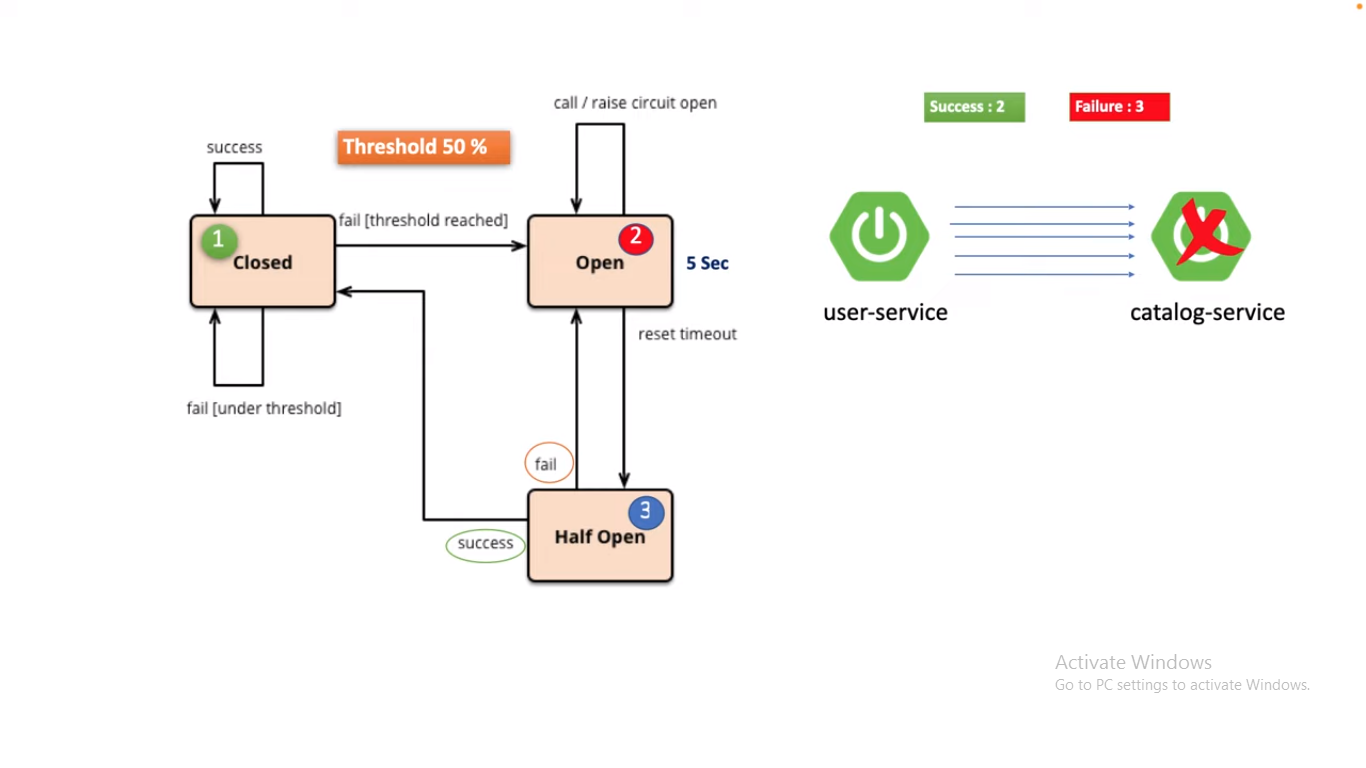 call / raise circuit open
Success : 2
Failure : 3
success
Threshold 50 %
fail [threshold reached]
1
Closed
2
Open
5 Sec
user-service
catalog-service
reset timeout
fail [under threshold]
fail
success
3
Half Open
Activate Windows
Go to PC settings to activate Windows.